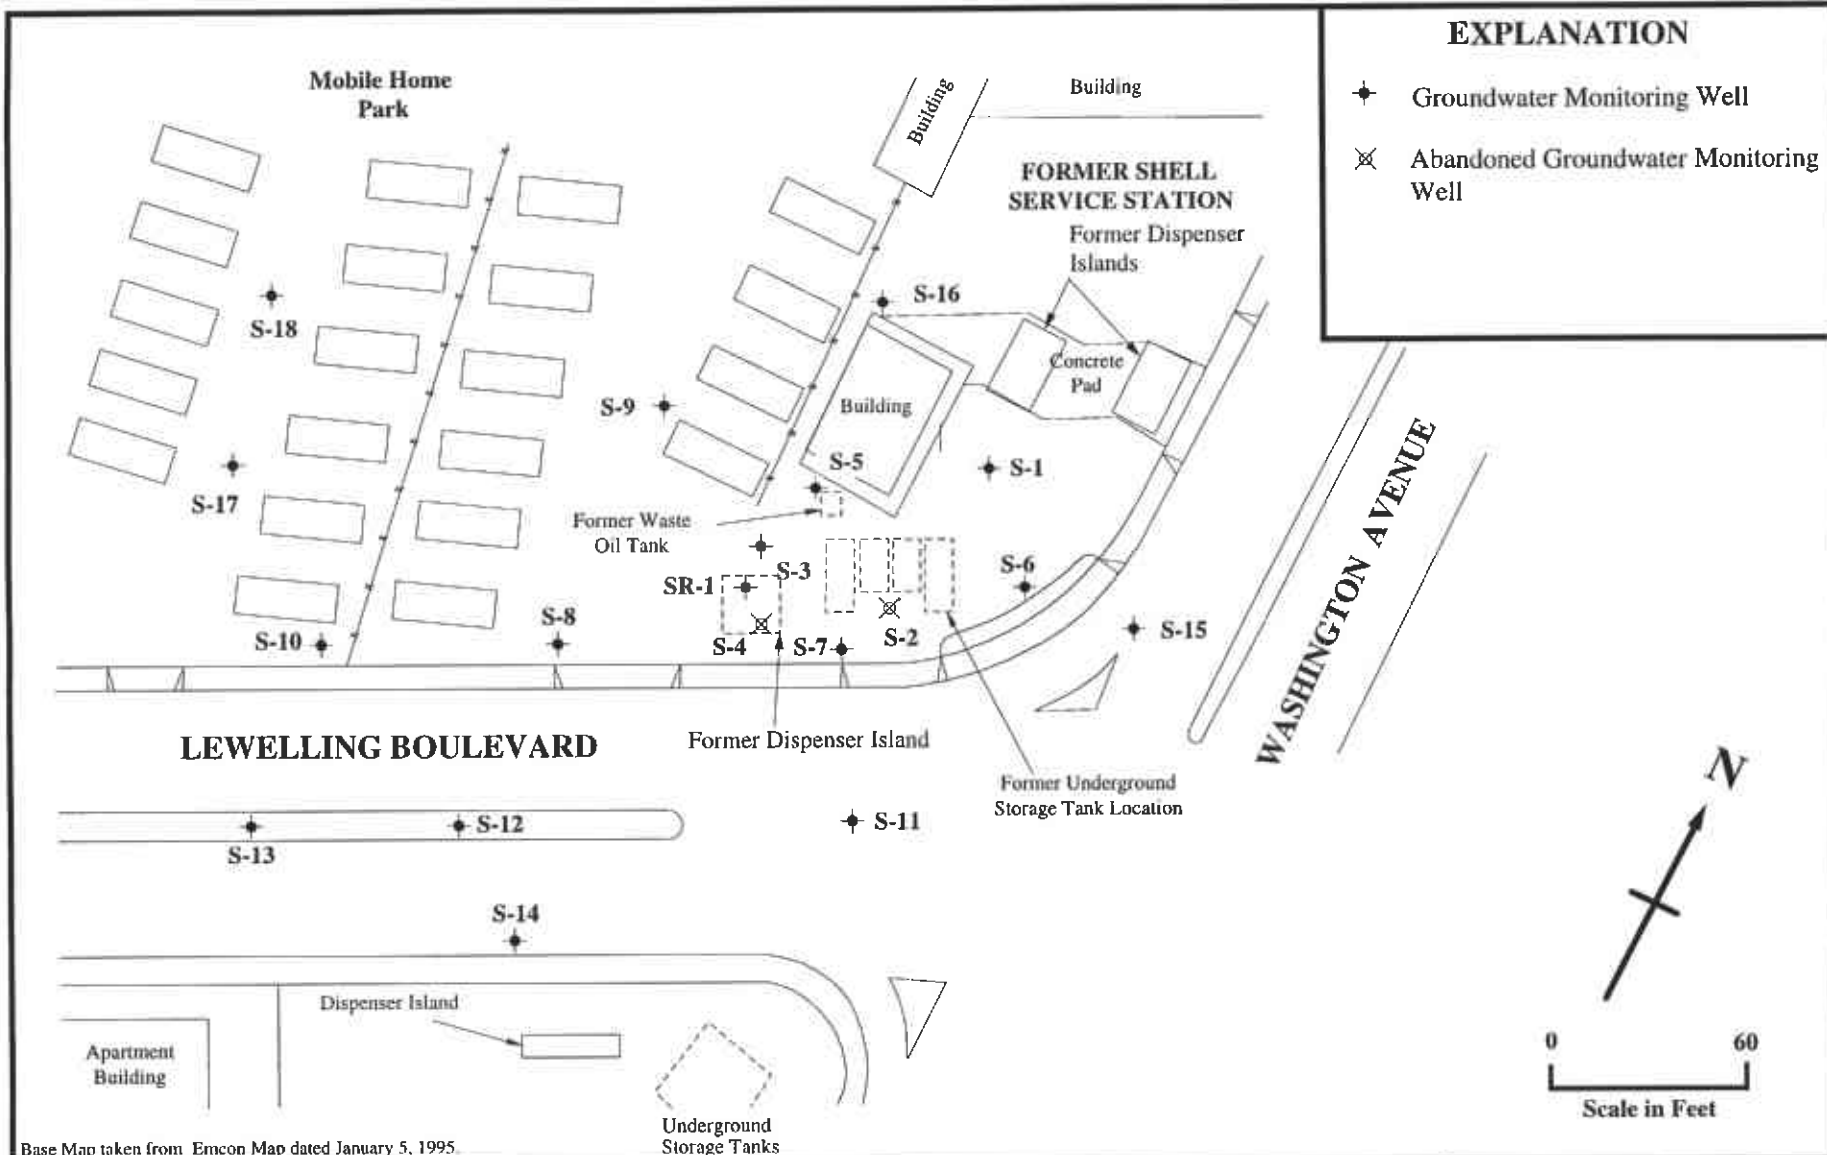 EXPLANATION
Groundwater Monitoring Well
Abandoned Groundwater Monitoring
Well
Mobile Home
Park
Building
Building
FORMER SHELL
SERVICE STATION
Former Dispenser
Islands
S-16
S-18
Concrete
Pad
S-9
Building
S-5
S-1
S-17
Former Waste
Oil Tank
S-3
S-6
SR-1
S-8
S-10
S-4
S-7
S-2
S-15
WASHINGTON AVENUE
LEWELLING BOULEVARD
Former Dispenser Island
N
Former Underground
Storage Tank Location
S-12
S-11
S-13
S-14
Dispenser Island
Apartment
Building
0 60
Scale in Feet
Underground
Storage Tanks
Base Map taken from Emcon Map dated January 5, 1995.